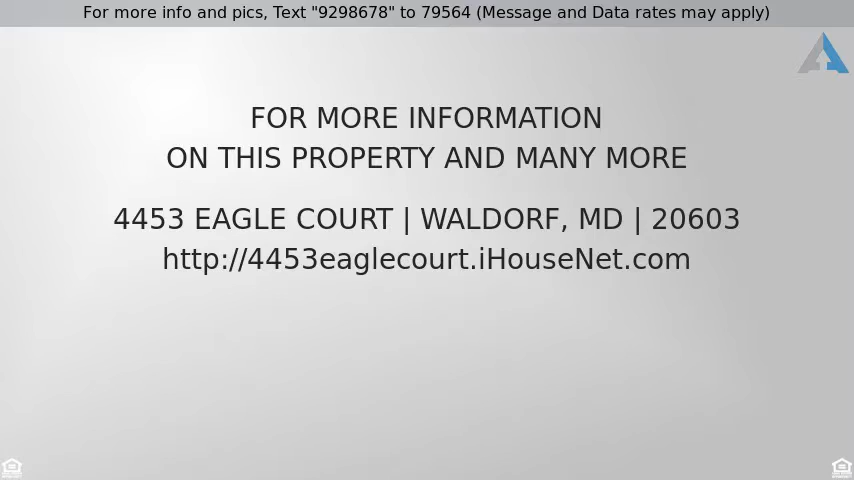 For more info and pics, Text "9298678" to 79564 (Message and Data rates may apply)
FOR MORE INFORMATION
ON THIS PROPERTY AND MANY MORE
4453 EAGLE COURT | WALDORF, MD | 20603
http://4453eaglecourt.iHouseNet.com